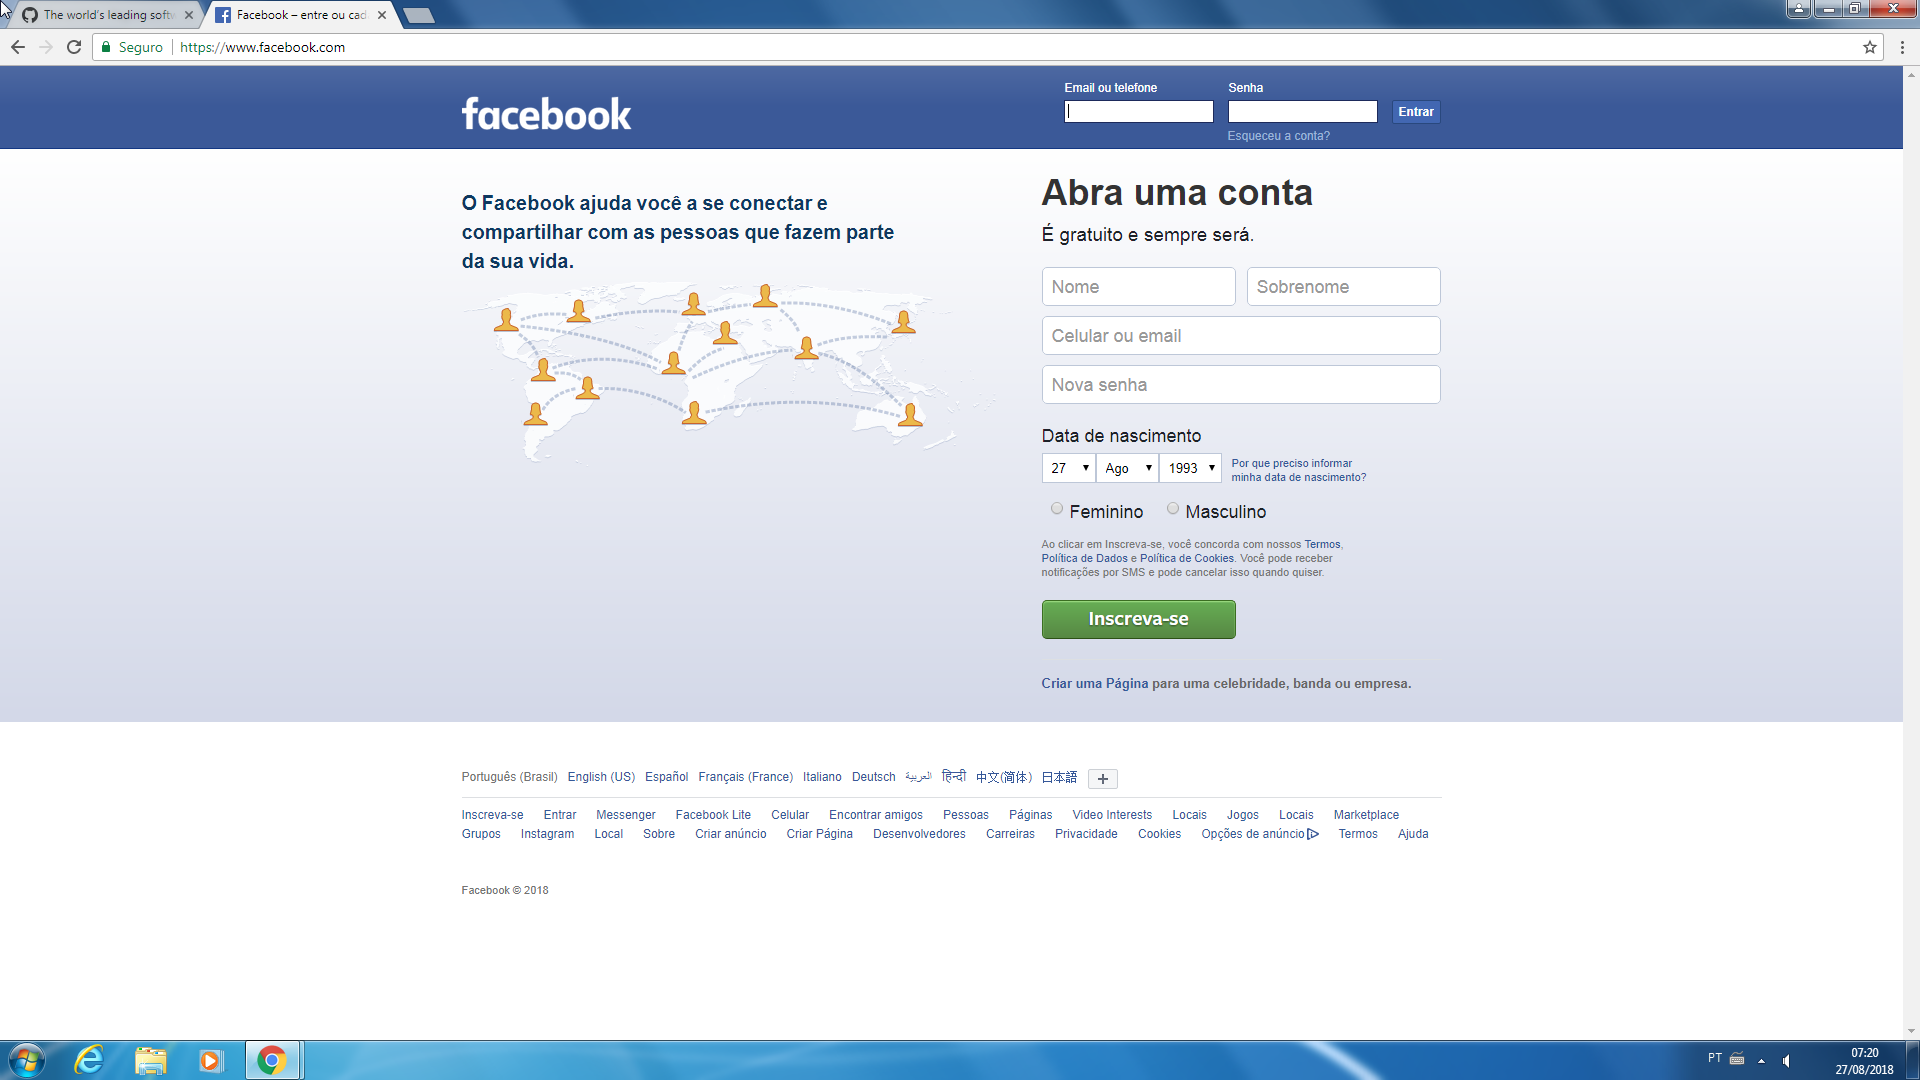 The world's leading softw
Facebook – entre ou cad
Seguro
https://www.facebook.com
facebook
Email ou telefone
Senha
Entrar
Esqueceu a conta?
O Facebook ajuda você a se conectar e
compartilhar com as pessoas que fazem parte
da sua vida.
Abra uma conta
É gratuito e sempre será.
Nome
Sobrenome
Celular ou email
Nova senha
Data de nascimento
27 Ago 1993
Por que preciso informar
minha data de nascimento?
Feminino Masculino
Ao clicar em Inscreva-se, você concorda com nossos Termos,
Política de Dados e Política de Cookies. Você pode receber
notificações por SMS e pode cancelar isso quando quiser.
Inscreva-se
Criar uma Página para uma celebridade, banda ou empresa.
Português (Brasil) English (US) Español Français (France) Italiano Deutsch العربية हिन्दी 中文(简体) 日本語
Inscreva-se Entrar Messenger Facebook Lite Celular Encontrar amigos Pessoas Páginas Video Interests Locais Jogos Locais Marketplace
Grupos Instagram Local Sobre Criar anúncio Criar Página Desenvolvedores Carreiras Privacidade Cookies Opções de anúncio Termos Ajuda
Facebook © 2018
PT
07:20
27/08/2018